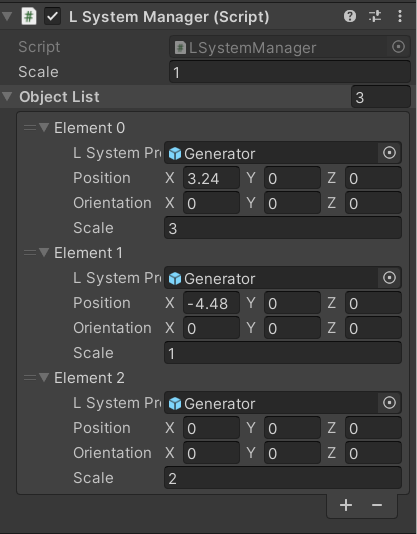 L System Manager (Script)
Script LSystemManager
Scale 1
Object List 3
Element 0
L System Pr Generator
Position X 3.24 Y 0 Z 0
Orientation X 0 Y 0 Z 0
Scale 3
Element 1
L System Pr Generator
Position X -4.48 Y 0 Z 0
Orientation X 0 Y 0 Z 0
Scale 1
Element 2
L System Pr Generator
Position X 0 Y 0 Z 0
Orientation X 0 Y 0 Z 0
Scale 2
+ −